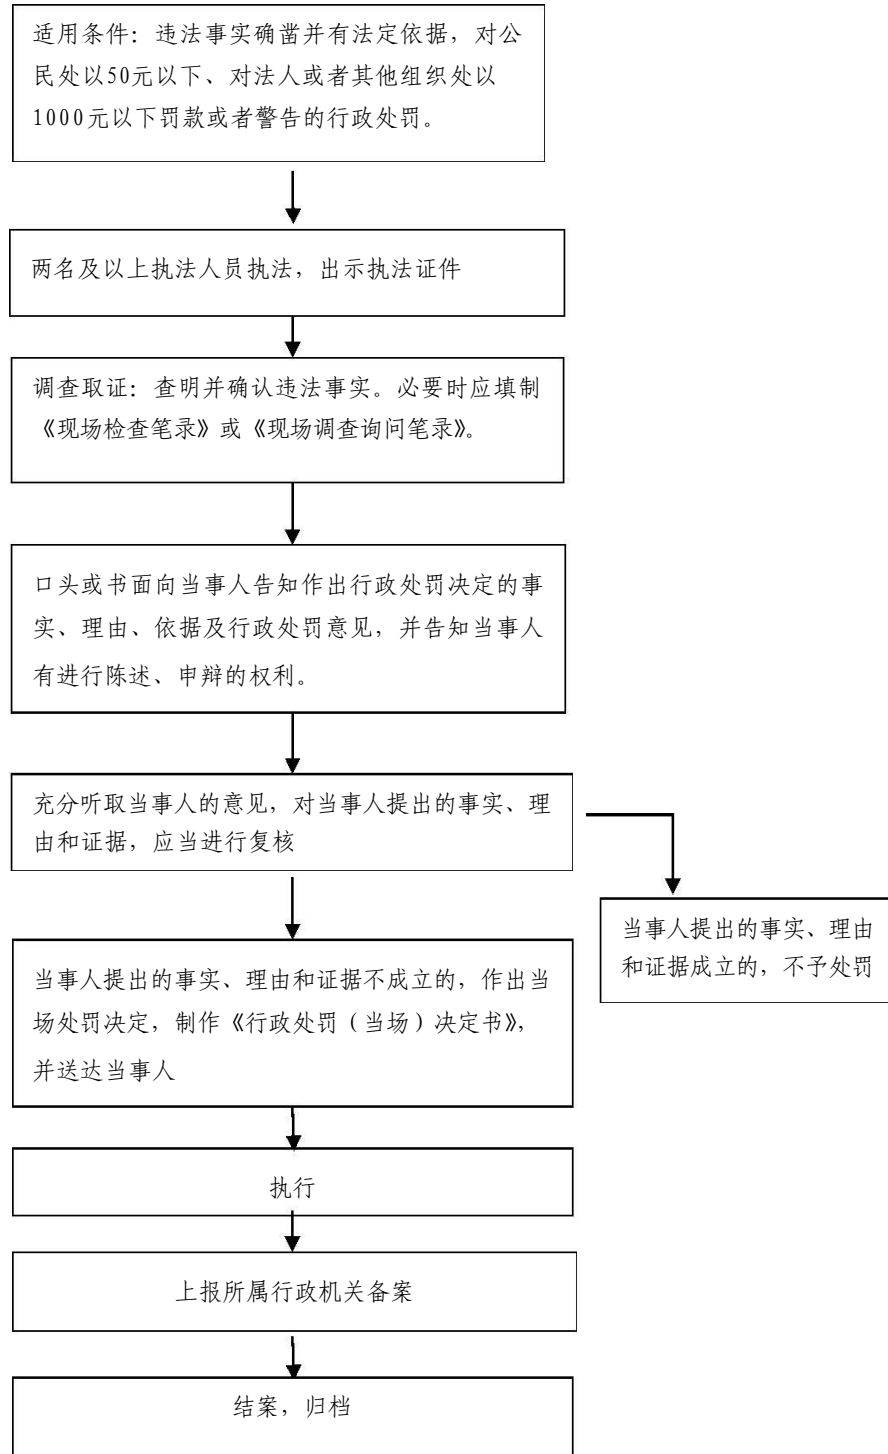 适用条件：违法事实确凿并有法定依据，对公
民处以50元以下、对法人或者其他组织处以
1000元以下罚款或者警告的行政处罚。
两名及以上执法人员执法，出示执法证件
调查取证：查明并确认违法事实。必要时应填制
《现场检查笔录》或《现场调查询问笔录》。
口头或书面向当事人告知作出行政处罚决定的事
实、理由、依据及行政处罚意见，并告知当事人
有进行陈述、申辩的权利。
充分听取当事人的意见，对当事人提出的事实、理
由和证据，应当进行复核
当事人提出的事实、理由
和证据成立的，不予处罚
当事人提出的事实、理由和证据不成立的，作出当
场处罚决定，制作《行政处罚（当场）决定书》，
并送达当事人
执行
上报所属行政机关备案
结案，归档